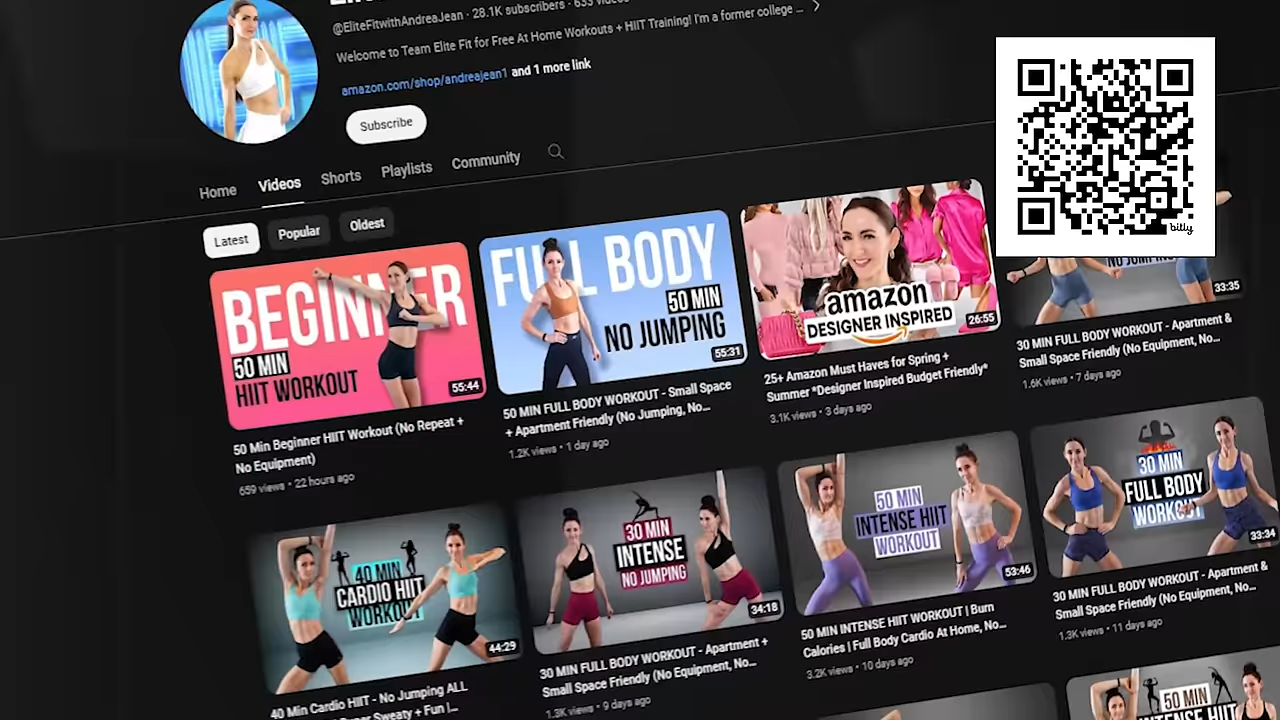 @EliteFitwithAndreaJean · 28.1K subscribers · 633 videos
Welcome to Team Elite Fit for Free At Home Workouts + HIIT Training! I'm a former college ...
amazon.com/shop/andreajean1 and 1 more link
Subscribe
Home Videos Shorts Playlists Community
Latest Popular Oldest
bitly
BEGINNER
50 MIN
HIIT WORKOUT
55:44
50 Min Beginner HIIT Workout (No Repeat +
No Equipment)
659 views · 22 hours ago
FULL BODY
50 MIN
NO JUMPING
55:31
50 MIN FULL BODY WORKOUT - Small Space
+ Apartment Friendly (No Jumping, No...
1.2K views · 1 day ago
amazon
DESIGNER INSPIRED
26:55
25+ Amazon Must Haves for Spring +
Summer *Designer Inspired Budget Friendly*
3.1K views · 3 days ago
NO JUMPING
33:35
30 MIN FULL BODY WORKOUT - Apartment &
Small Space Friendly (No Equipment, No...
1.6K views · 7 days ago
40 MIN
CARDIO HIIT
WORKOUT
44:29
40 Min Cardio HIIT - No Jumping ALL
Super Sweaty + Fun |...
30 MIN
INTENSE
NO JUMPING
34:18
30 MIN FULL BODY WORKOUT - Apartment +
Small Space Friendly (No Equipment, No...
1.3K views · 9 days ago
50 MIN
INTENSE HIIT
WORKOUT
53:46
50 MIN INTENSE HIIT WORKOUT | Burn
Calories | Full Body Cardio At Home, No...
3.2K views · 10 days ago
30 MIN
FULL BODY
WORKOUT
33:34
30 MIN FULL BODY WORKOUT - Apartment &
Small Space Friendly (No Equipment, No...
1.3K views · 11 days ago
50 MIN
INTENSE HIIT